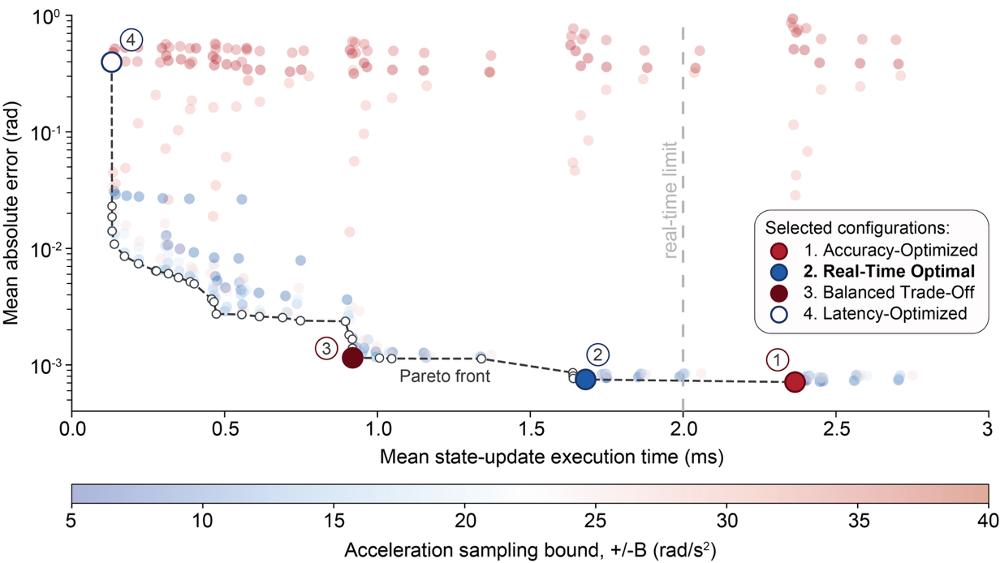 Mean absolute error (rad)
10⁰
10⁻¹
10⁻²
10⁻³
4
3
2
1
Pareto front
real-time limit
Selected configurations:
1. Accuracy-Optimized
2. Real-Time Optimal
3. Balanced Trade-Off
4. Latency-Optimized
0.0 0.5 1.0 1.5 2.0 2.5 3
Mean state-update execution time (ms)
5 10 15 20 25 30 35 40
Acceleration sampling bound, +/-B (rad/s²)